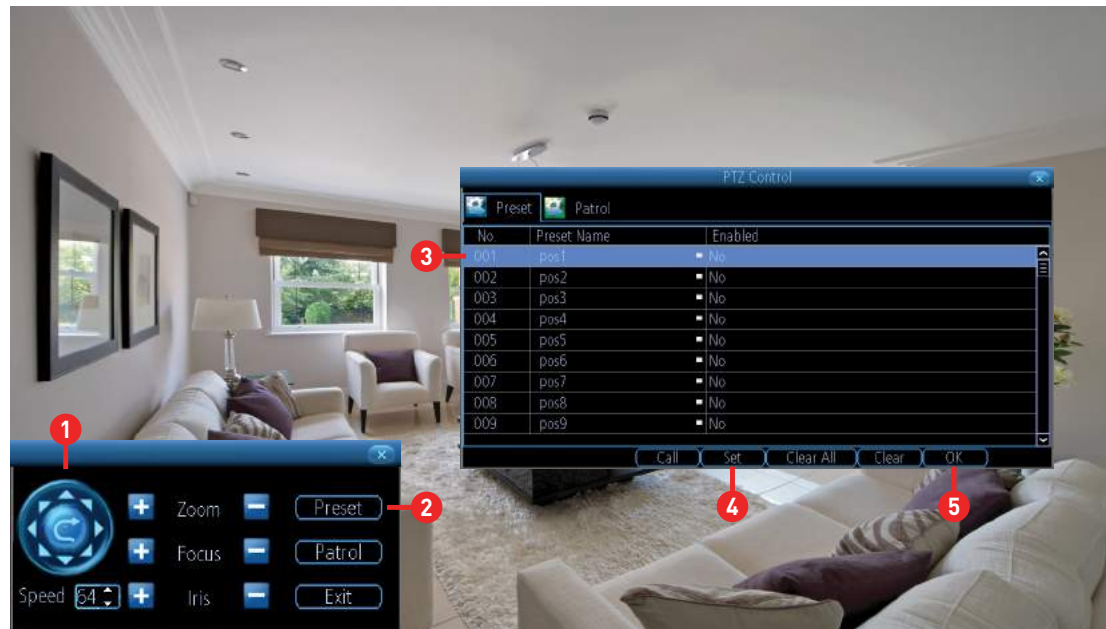 PTZ Control
Preset Patrol
No. Preset Name Enabled
3
001 pos1 No
002 pos2 No
003 pos3 No
004 pos4 No
005 pos5 No
006 pos6 No
007 pos7 No
008 pos8 No
009 pos9 No
Call Set Clear All Clear OK
4 5
1
Zoom Preset 2
Focus Patrol
Speed 64 Iris Exit